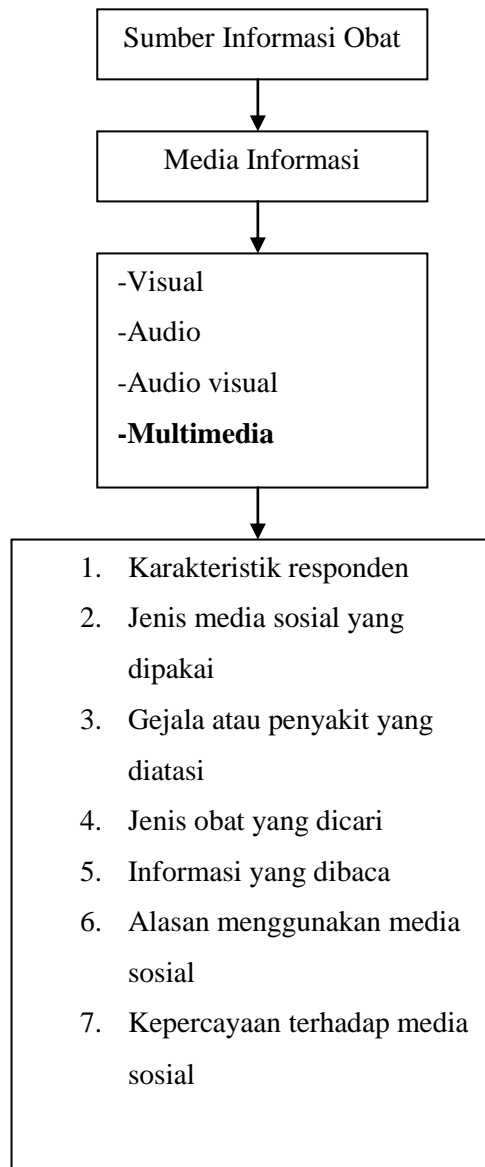 Sumber Informasi Obat
Media Informasi
-Visual
-Audio
-Audio visual
-Multimedia
1. Karakteristik responden
2. Jenis media sosial yang
dipakai
3. Gejala atau penyakit yang
diatasi
4. Jenis obat yang dicari
5. Informasi yang dibaca
6. Alasan menggunakan media
sosial
7. Kepercayaan terhadap media
sosial